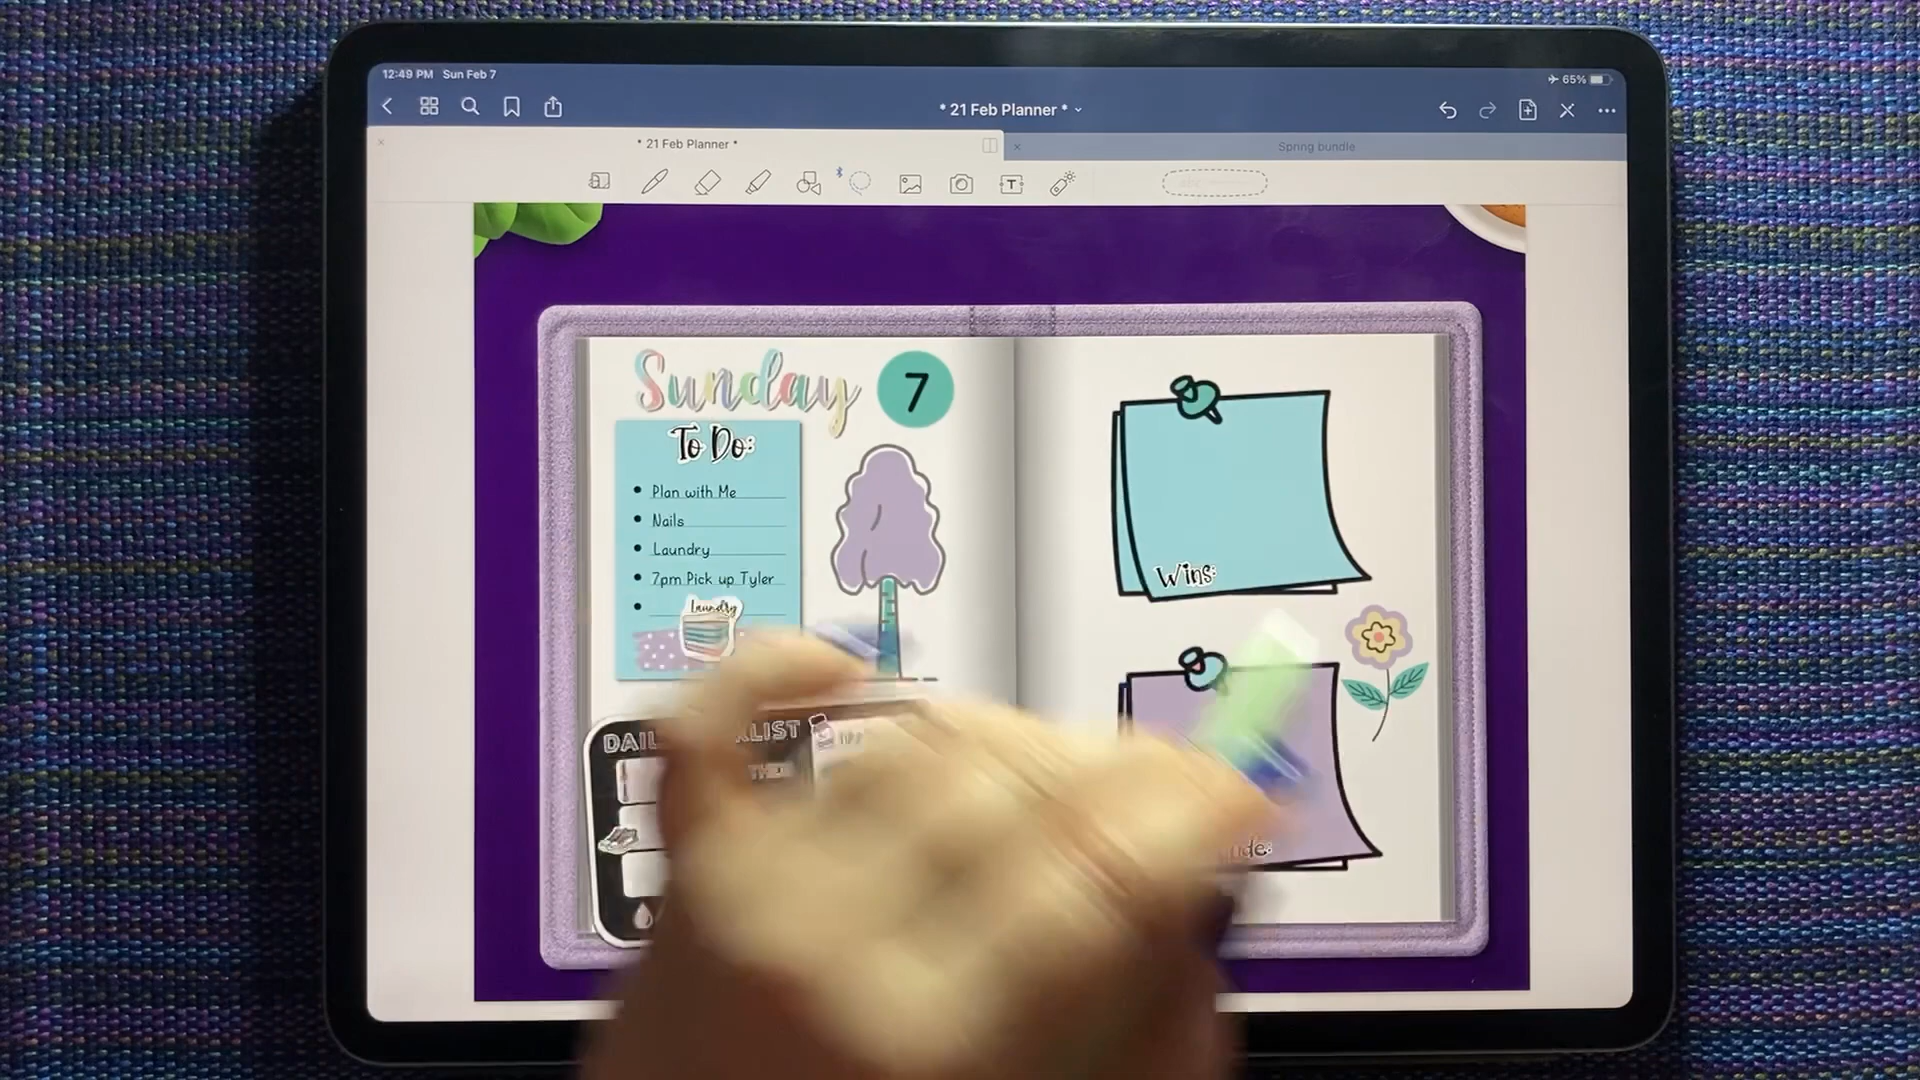 12:49 PM Sun Feb 7
65%
* 21 Feb Planner *
* 21 Feb Planner *
Spring bundle
T
Sunday 7
To Do:
Plan with Me
Nails
Laundry
7pm Pick up Tyler
Laundry
Wins: